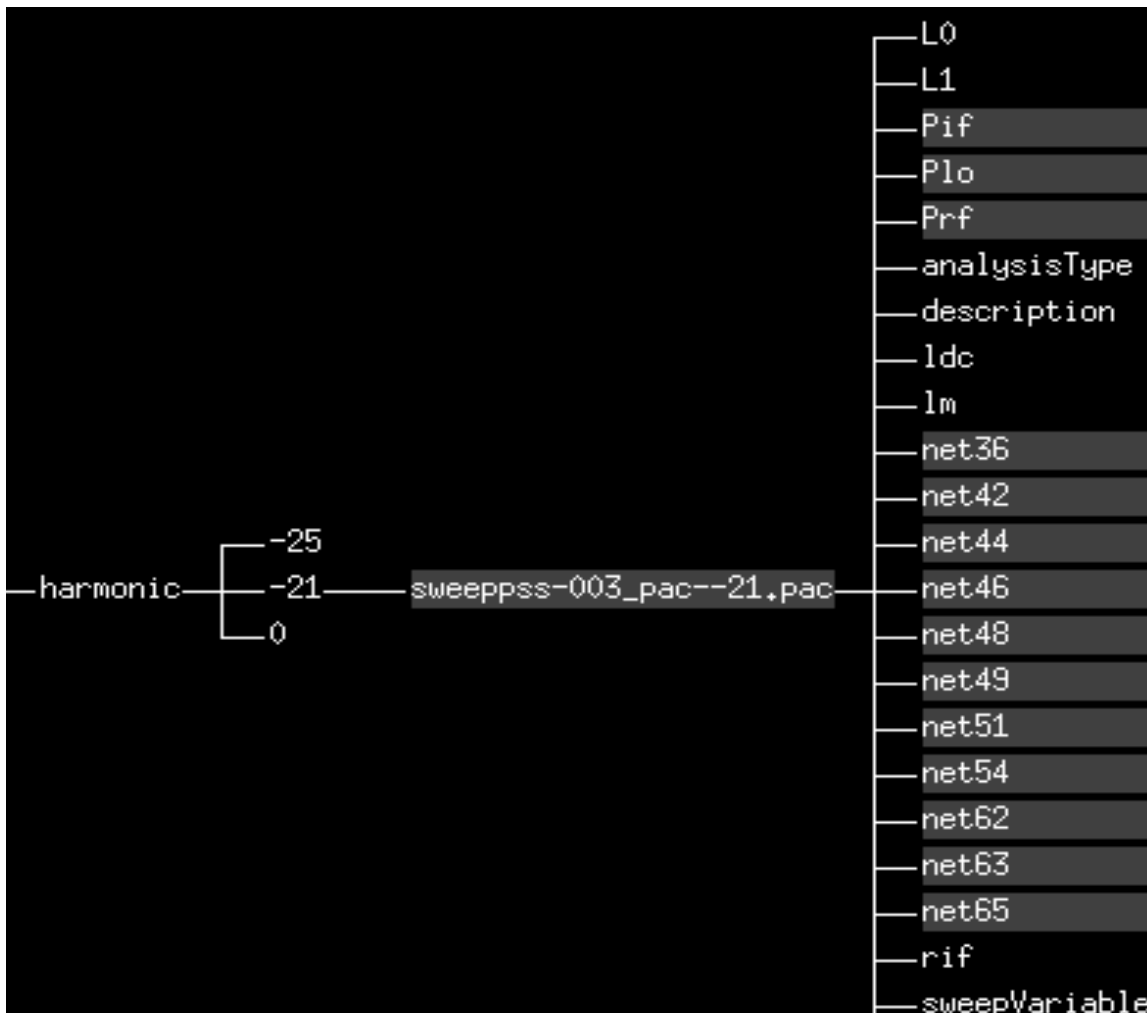 L0
L1
Pif
Plo
Prf
analysisType
description
ldc
lm
net36
net42
net44
-25
harmonic -21 sweeppss-003_pac--21.pac net46
0 net48
net49
net51
net54
net62
net63
net65
rif
sweepVariable